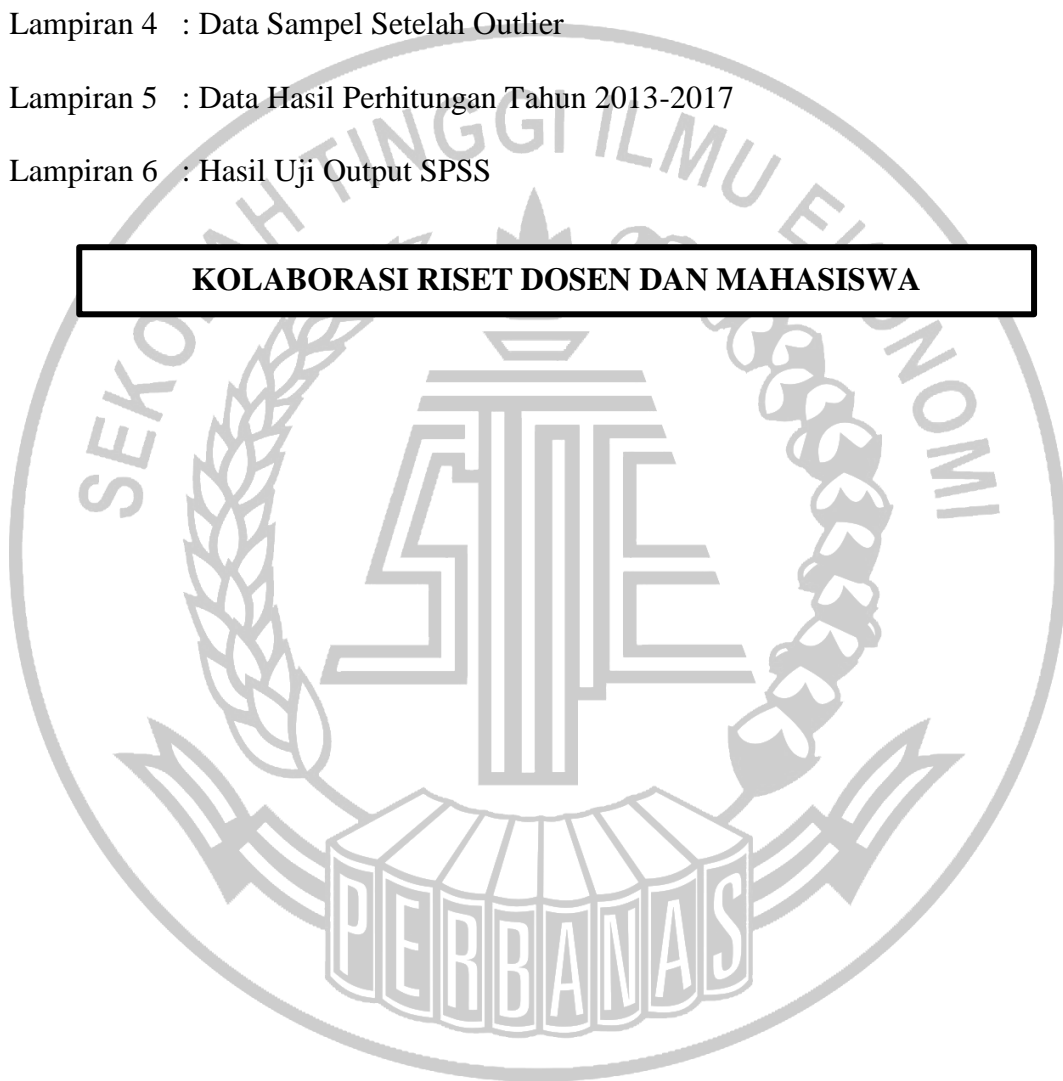 Lampiran 4 : Data Sampel Setelah Outlier
Lampiran 5 : Data Hasil Perhitungan Tahun 2013-2017
Lampiran 6 : Hasil Uji Output SPSS
KOLABORASI RISET DOSEN DAN MAHASISWA
SEKOLAH TINGGI ILMU EKONOMI
STIE
PERBANAS